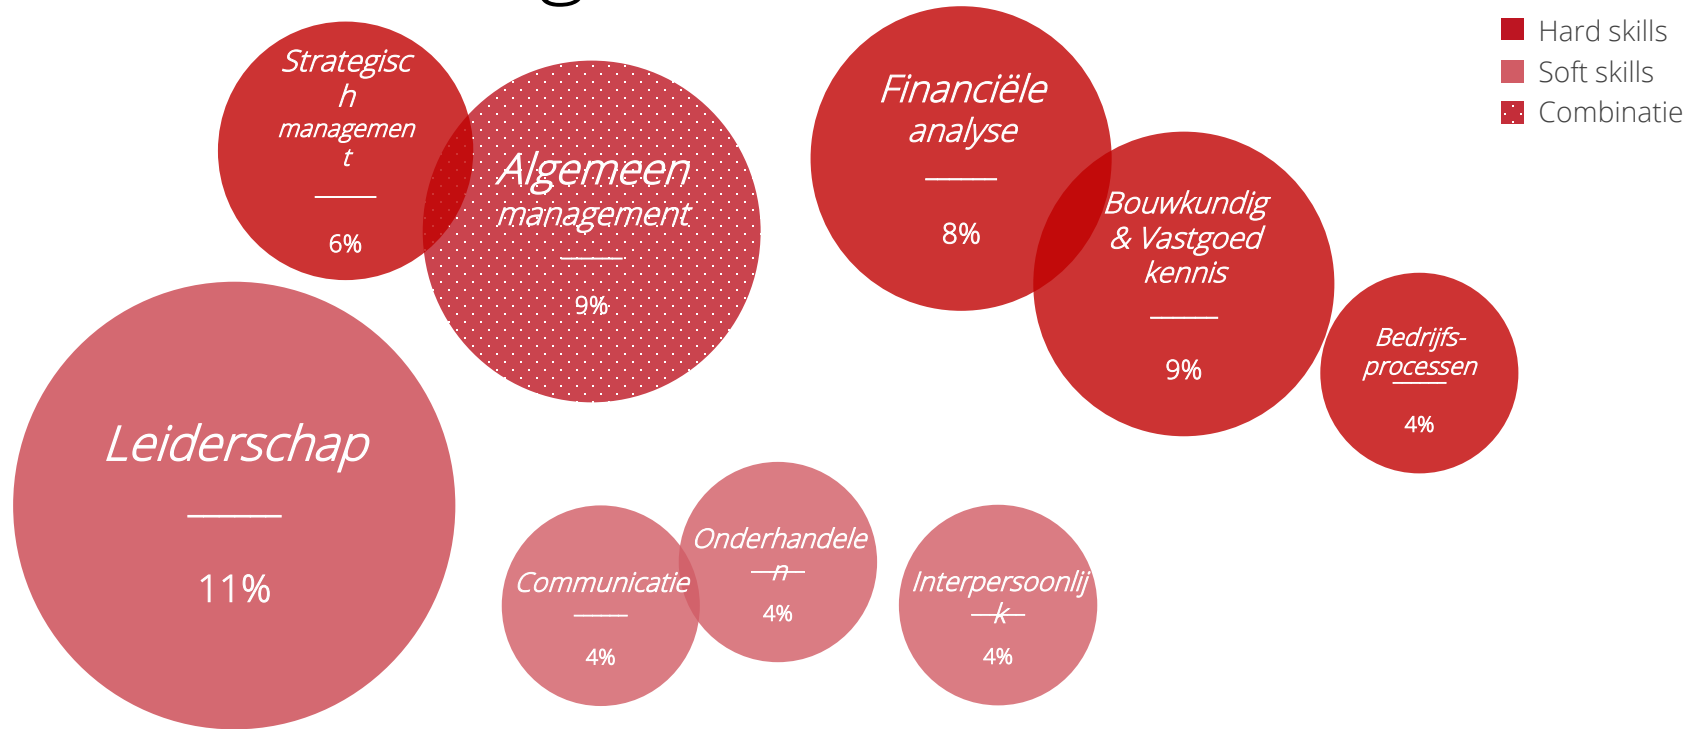 Strategisc
h
managemen
t
6%
Algemeen
management
9%
Financiële
analyse
8%
Bouwkundig
& Vastgoed
kennis
9%
Bedrijfs-
processen
4%
Hard skills
Soft skills
Combinatie
Leiderschap
11%
Communicatie
4%
Onderhandele
n
4%
Interpersoonlij
k
4%